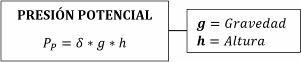 PRESIÓN POTENCIAL
P_P = δ * g * h
g = Gravedad
h = Altura